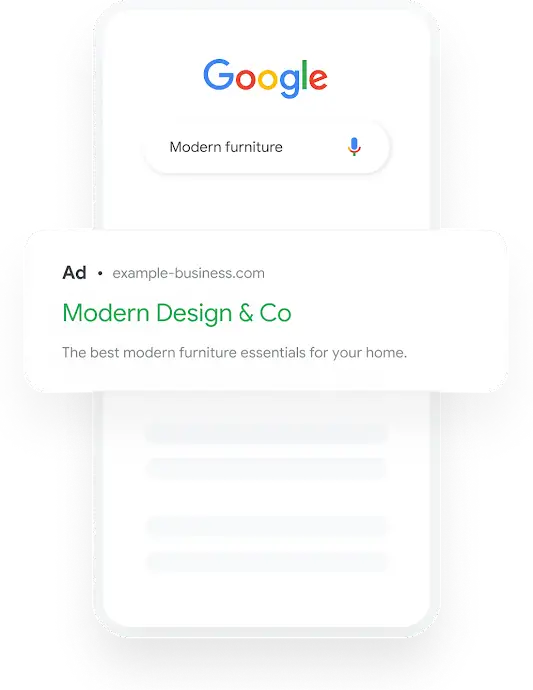 Google
Modern furniture
Ad • example-business.com
Modern Design & Co
The best modern furniture essentials for your home.